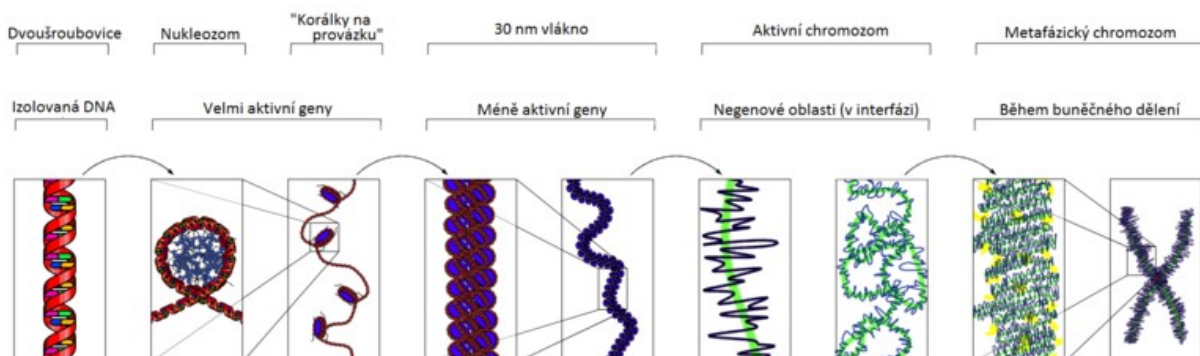 Dvoušroubovice
Nukleozom
"Korálky na
provázku"
30 nm vlákno
Aktivní chromozom
Metafázický chromozom
Izolovaná DNA
Velmi aktivní geny
Méně aktivní geny
Negenové oblasti (v interfázi)
Během buněčného dělení